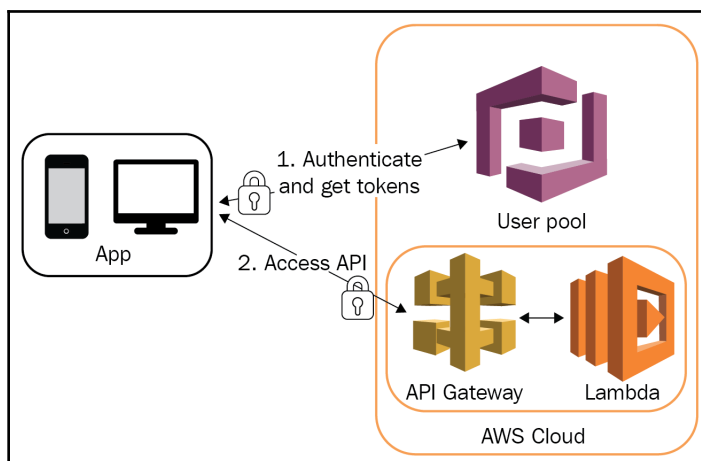 1. Authenticate
and get tokens
User pool
App
2. Access API
API Gateway
Lambda
AWS Cloud